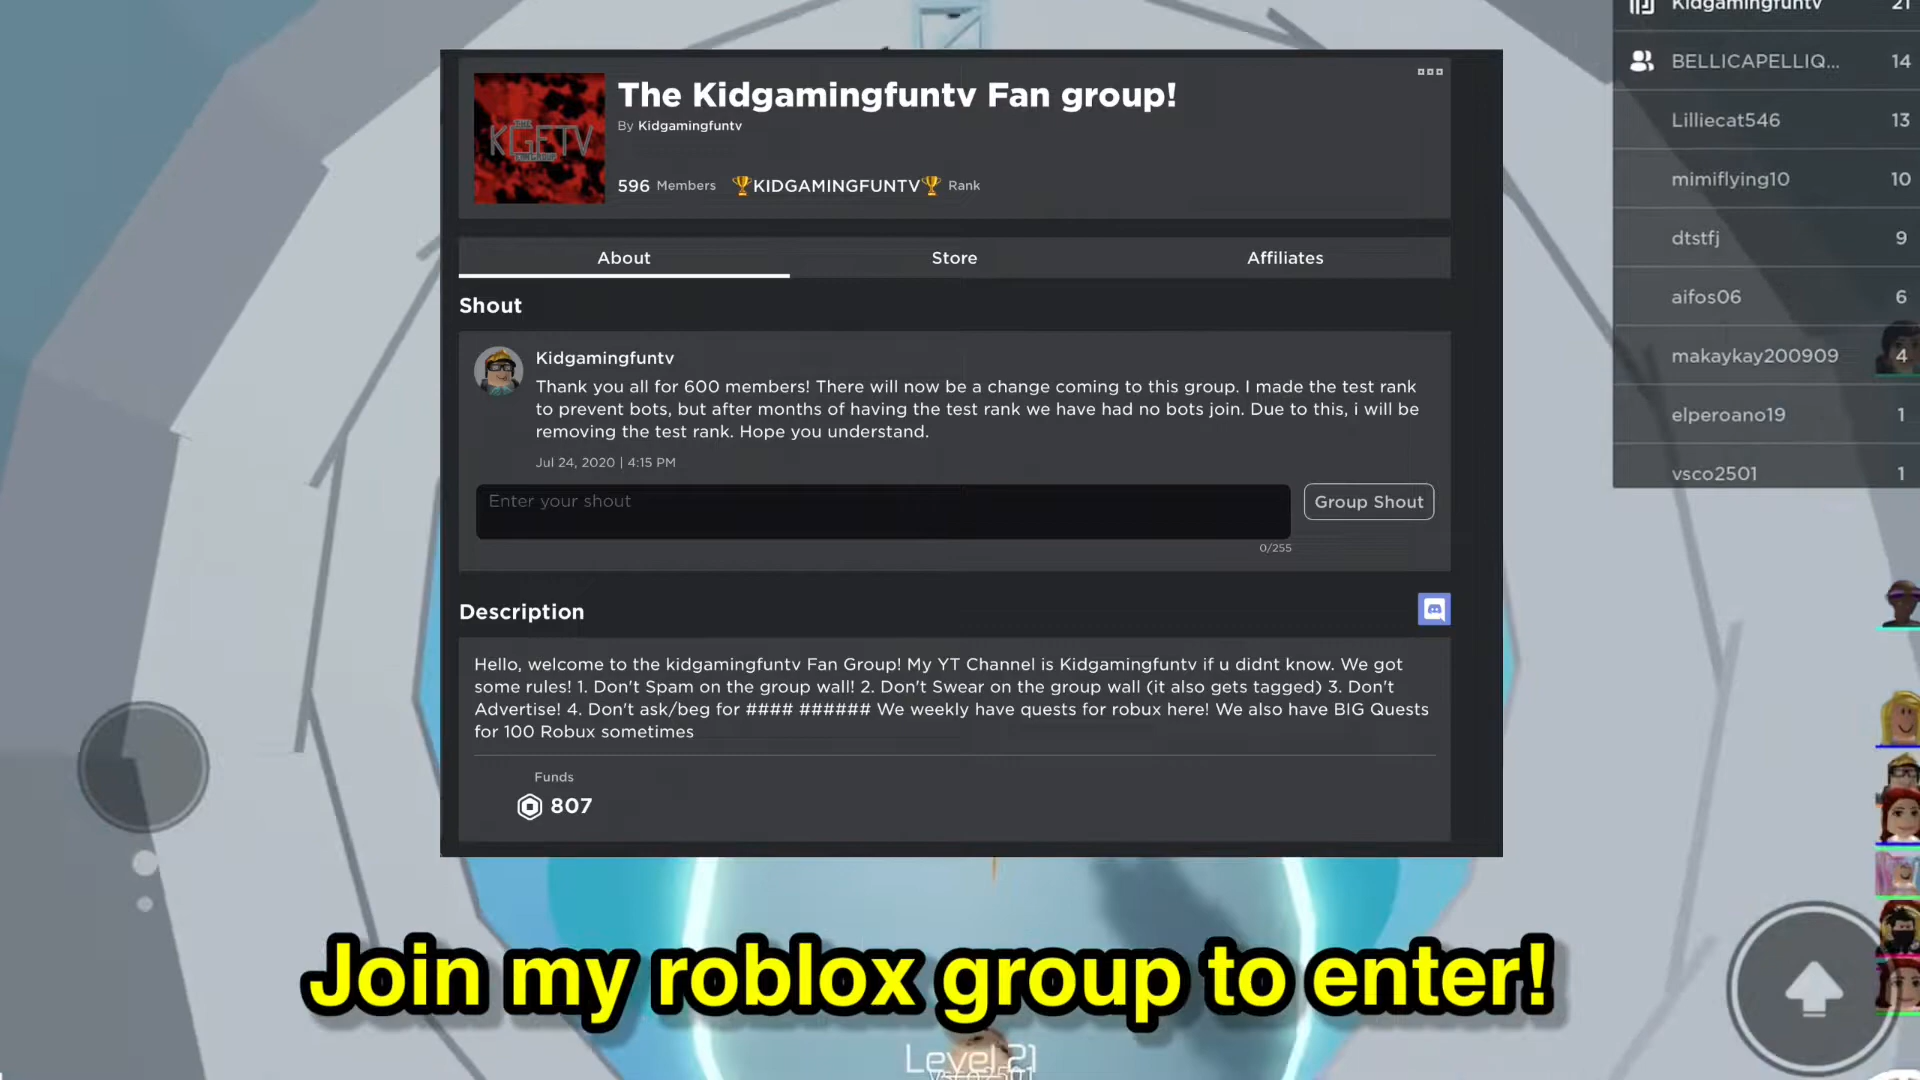 The Kidgamingfuntv Fan group!
By Kidgamingfuntv
596 Members 🏆KIDGAMINGFUNTV🏆 Rank
THE
KGFTV
FANGROUP
About Store Affiliates
Shout
Kidgamingfuntv
Thank you all for 600 members! There will now be a change coming to this group. I made the test rank
to prevent bots, but after months of having the test rank we have had no bots join. Due to this, i will be
removing the test rank. Hope you understand.
Jul 24, 2020 | 4:15 PM
Enter your shout
Group Shout
0/255
Description
Hello, welcome to the kidgamingfuntv Fan Group! My YT Channel is Kidgamingfuntv if u didnt know. We got
some rules! 1. Don't Spam on the group wall! 2. Don't Swear on the group wall (it also gets tagged) 3. Don't
Advertise! 4. Don't ask/beg for #### ###### We weekly have quests for robux here! We also have BIG Quests
for 100 Robux sometimes
Funds
807
Kidgamingfuntv 21
BELLICAPELLIQ... 14
Lilliecat546 13
mimiflying10 10
dtstfj 9
aifos06 6
makaykay200909 4
elperoano19 1
vsco2501 1
Join my roblox group to enter!
Level 21
vsco2501